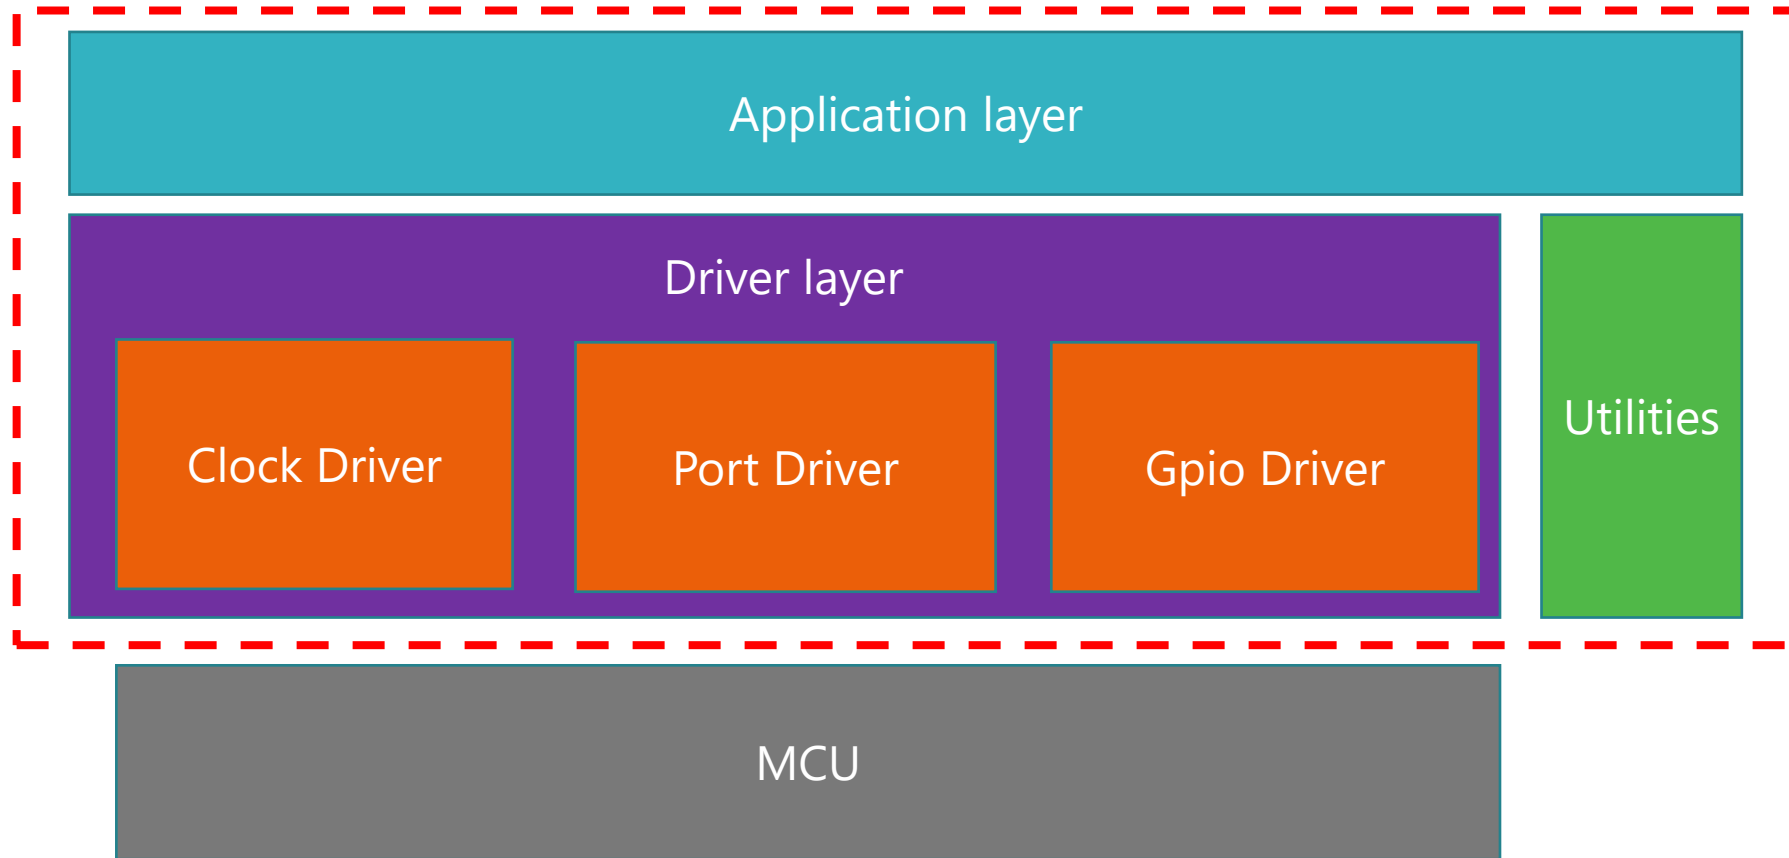 Application layer
Driver layer
Clock Driver
Port Driver
Gpio Driver
Utilities
MCU